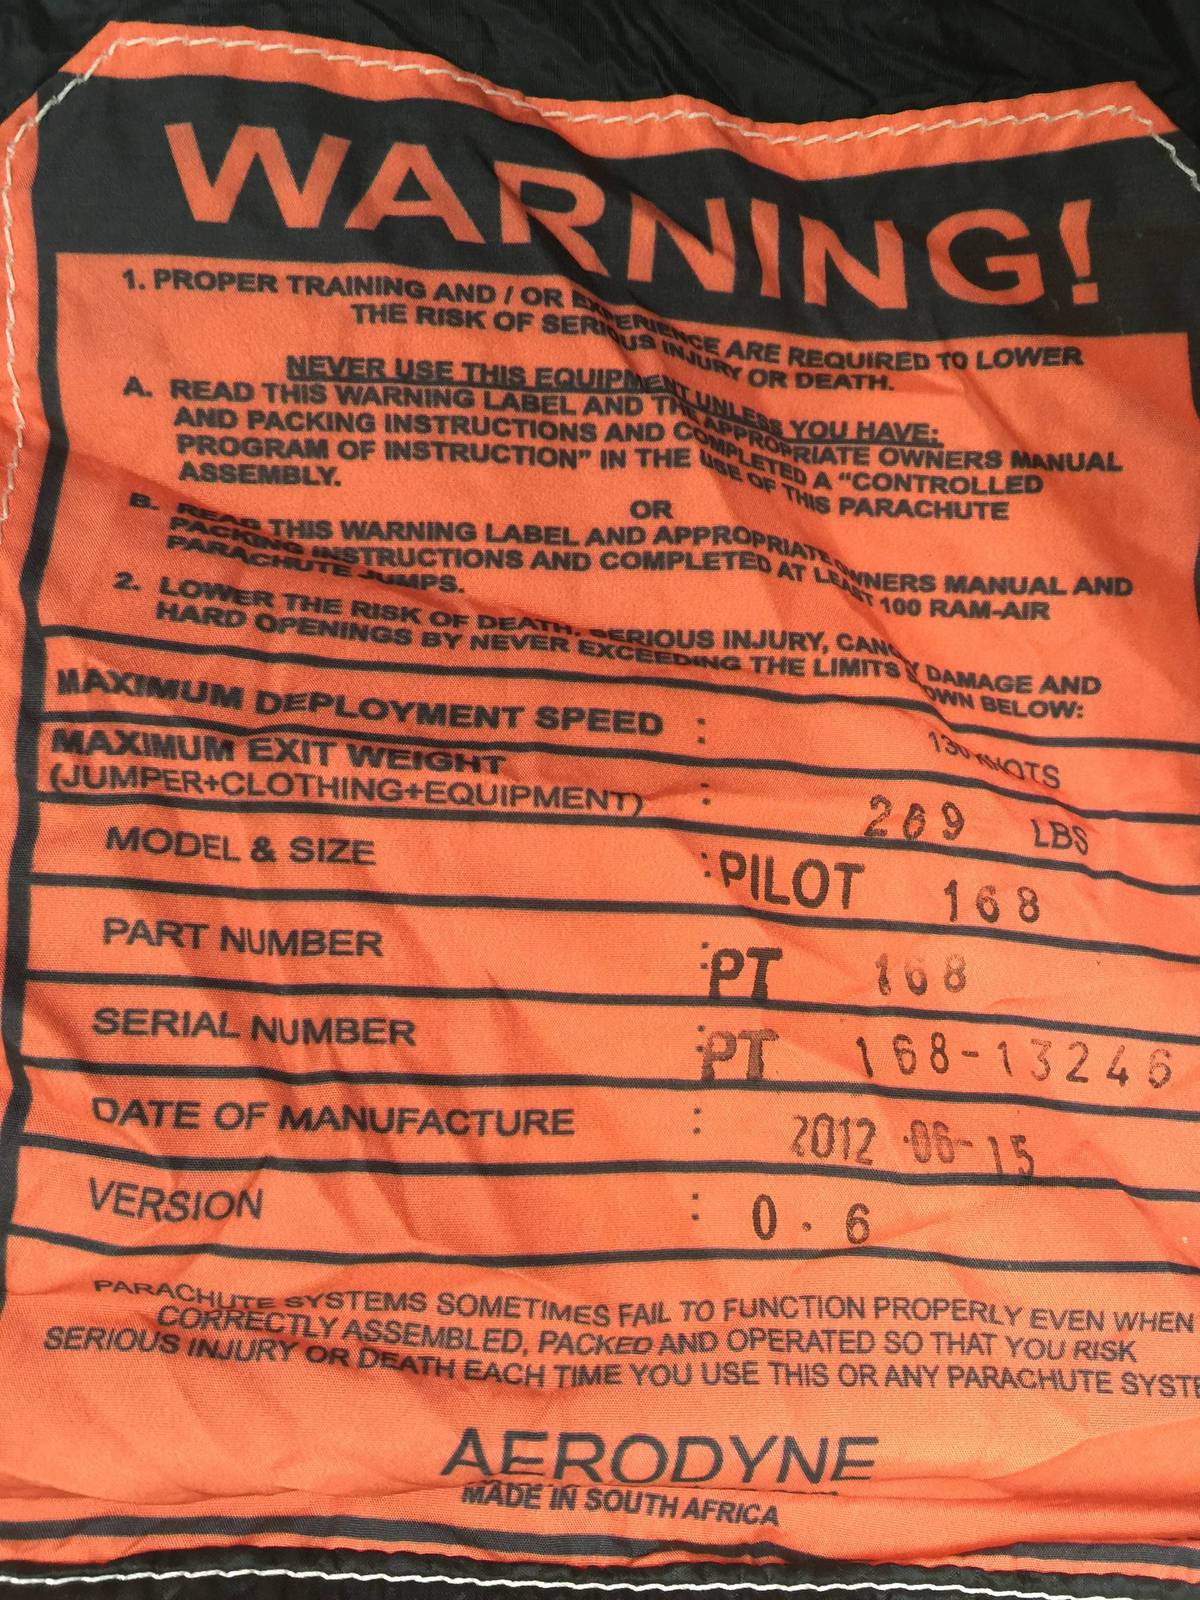 WARNING!
1. PROPER TRAINING AND / OR EXPERIENCE ARE REQUIRED TO LOWER
THE RISK OF SERIOUS INJURY OR DEATH.
NEVER USE THIS EQUIPMENT UNLESS YOU HAVE:
A. READ THIS WARNING LABEL AND THE APPROPRIATE OWNERS MANUAL
AND PACKING INSTRUCTIONS AND COMPLETED A “CONTROLLED
PROGRAM OF INSTRUCTION” IN THE USE OF THIS PARACHUTE
ASSEMBLY.
OR
B. READ THIS WARNING LABEL AND APPROPRIATE OWNERS MANUAL AND
PACKING INSTRUCTIONS AND COMPLETED AT LEAST 100 RAM-AIR
PARACHUTE JUMPS.
2. LOWER THE RISK OF DEATH, SERIOUS INJURY, CANOPY DAMAGE AND
HARD OPENINGS BY NEVER EXCEEDING THE LIMITS SHOWN BELOW:
MAXIMUM DEPLOYMENT SPEED : 130 KNOTS
MAXIMUM EXIT WEIGHT
(JUMPER+CLOTHING+EQUIPMENT) : 269 LBS
MODEL & SIZE : PILOT 168
PART NUMBER : PT 168
SERIAL NUMBER : PT 168-13246
DATE OF MANUFACTURE : 2012-06-15
VERSION : 0.6
PARACHUTE SYSTEMS SOMETIMES FAIL TO FUNCTION PROPERLY EVEN WHEN
CORRECTLY ASSEMBLED, PACKED AND OPERATED SO THAT YOU RISK
SERIOUS INJURY OR DEATH EACH TIME YOU USE THIS OR ANY PARACHUTE SYSTE
AERODYNE
MADE IN SOUTH AFRICA